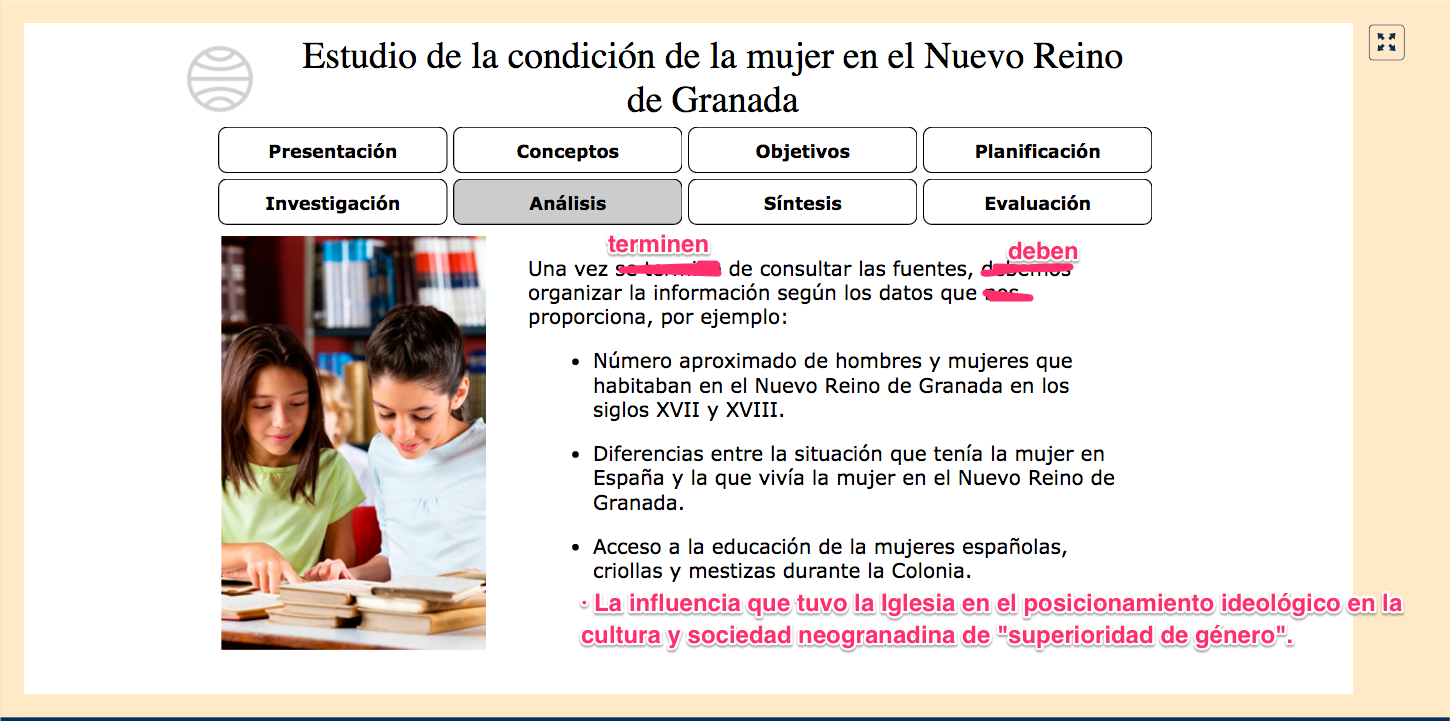 Estudio de la condición de la mujer en el Nuevo Reino
de Granada
Presentación
Conceptos
Objetivos
Planificación
Investigación
Análisis
Síntesis
Evaluación
terminen
deben
Una vez se termine de consultar las fuentes, debemos
organizar la información según los datos que nos
proporciona, por ejemplo:
• Número aproximado de hombres y mujeres que
habitaban en el Nuevo Reino de Granada en los
siglos XVII y XVIII.
• Diferencias entre la situación que tenía la mujer en
España y la que vivía la mujer en el Nuevo Reino de
Granada.
• Acceso a la educación de la mujeres españolas,
criollas y mestizas durante la Colonia.
· La influencia que tuvo la Iglesia en el posicionamiento ideológico en la
cultura y sociedad neogranadina de "superioridad de género".